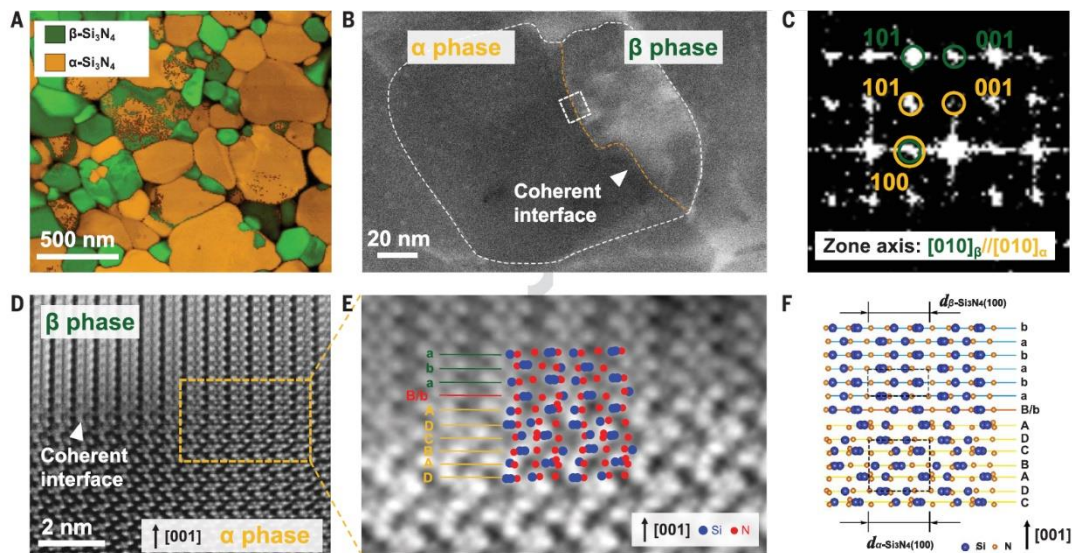 A
β-Si₃N₄
α-Si₃N₄
500 nm
B
α phase
β phase
Coherent
interface
20 nm
C
101
001
101
001
100
Zone axis: [010]β//[010]α
D
β phase
Coherent
interface
2 nm
[001]
α phase
E
a
b
a
B/b
A
D
C
B
A
D
[001]
Si
N
F
dβ-Si3N4(100)
b
a
b
a
b
a
B/b
A
D
C
B
A
D
C
dα-Si3N4(100)
Si
N
[001]